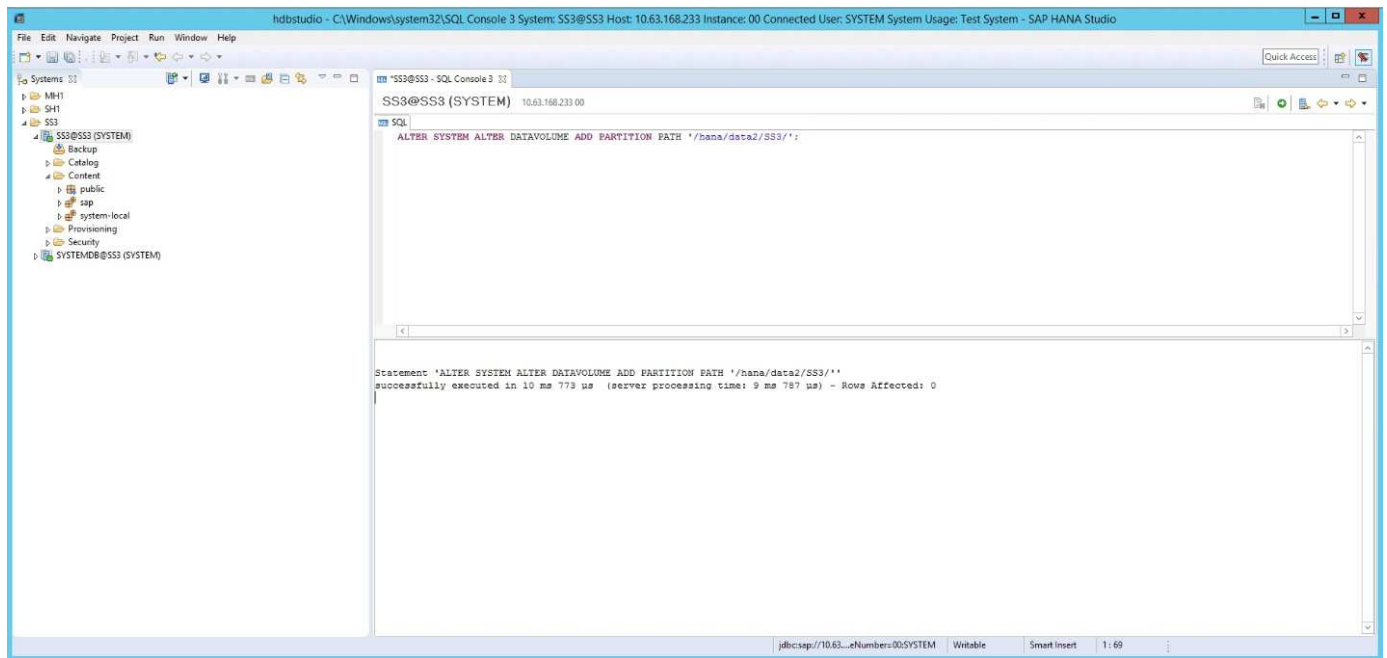 hdbstudio - C:\Windows\system32\SQL Console 3 System: SS3@SS3 Host: 10.63.168.233 Instance: 00 Connected User: SYSTEM System Usage: Test System - SAP HANA Studio
File Edit Navigate Project Run Window Help
Quick Access
Systems
MH1
SH1
SS3
SS3@SS3 (SYSTEM)
Backup
Catalog
Content
public
sap
system-local
Provisioning
Security
SYSTEMDB@SS3 (SYSTEM)
*SS3@SS3 - SQL Console 3
SS3@SS3 (SYSTEM) 10.63.168.233 00
SQL
ALTER SYSTEM ALTER DATAVOLUME ADD PARTITION PATH '/hana/data2/SS3/';
Statement 'ALTER SYSTEM ALTER DATAVOLUME ADD PARTITION PATH '/hana/data2/SS3/''
successfully executed in 10 ms 773 µs (server processing time: 9 ms 787 µs) - Rows Affected: 0
jdbc:sap://10.63....eNumber=00:SYSTEM Writable Smart Insert 1 : 69